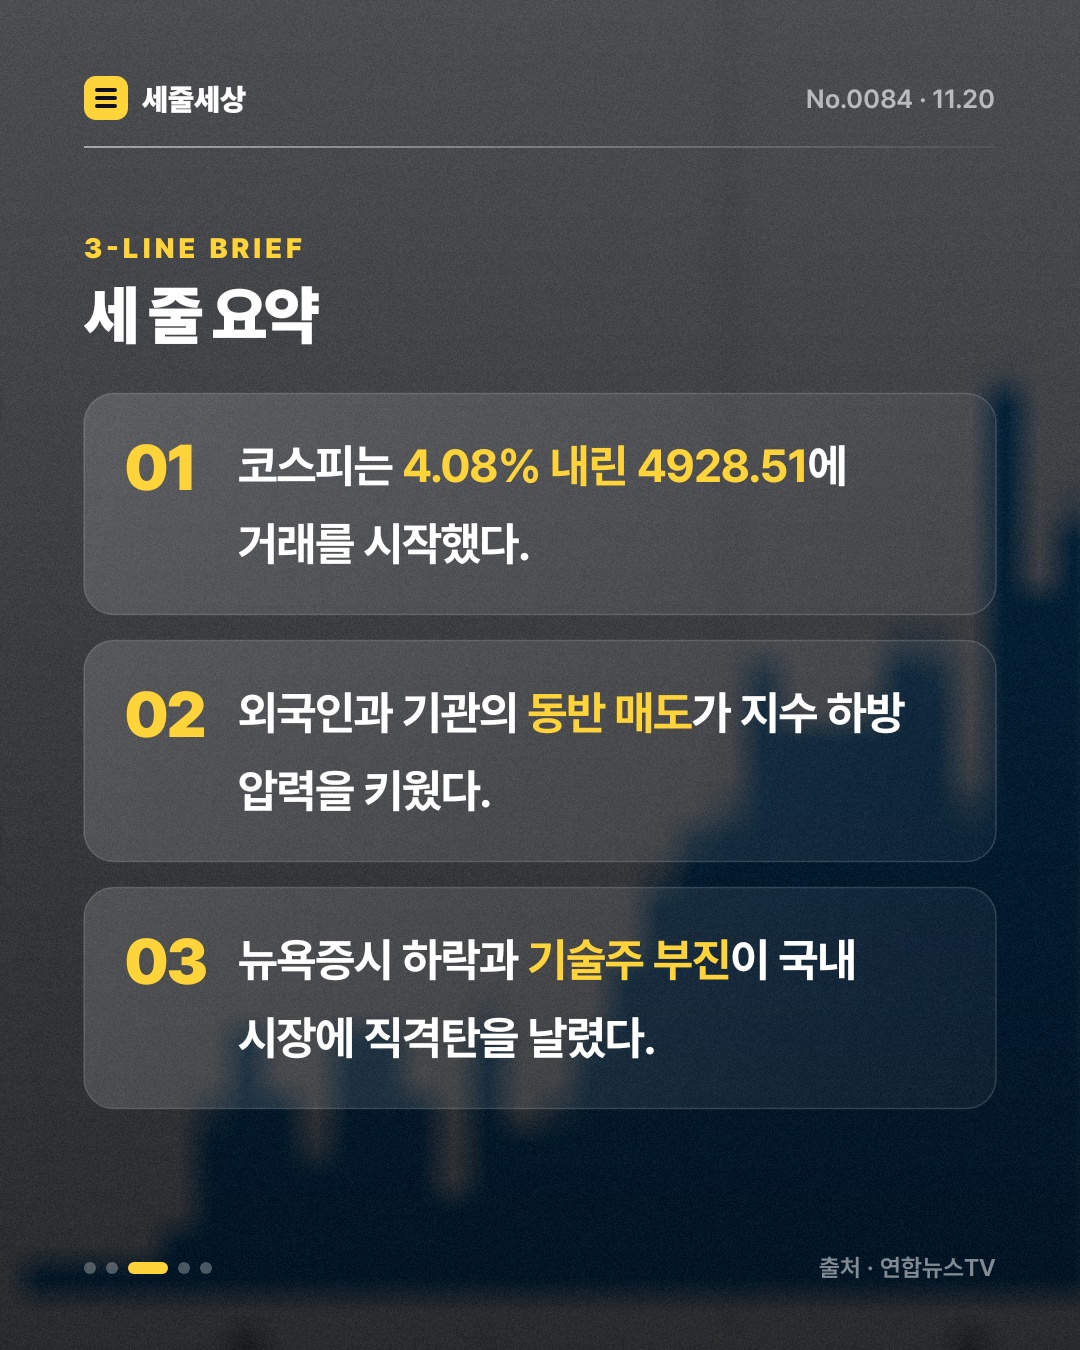 세줄세상
No.0084 · 11.20
3-LINE BRIEF
세 줄 요약
01 코스피는 4.08% 내린 4928.51에
거래를 시작했다.
02 외국인과 기관의 동반 매도가 지수 하방
압력을 키웠다.
03 뉴욕증시 하락과 기술주 부진이 국내
시장에 직격탄을 날렸다.
출처 · 연합뉴스TV